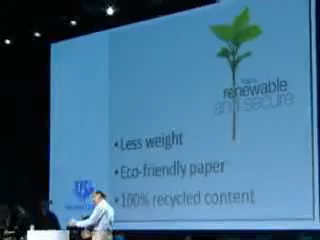 renewable
and secure
•Less weight
•Eco-friendly paper
•100% recycled content